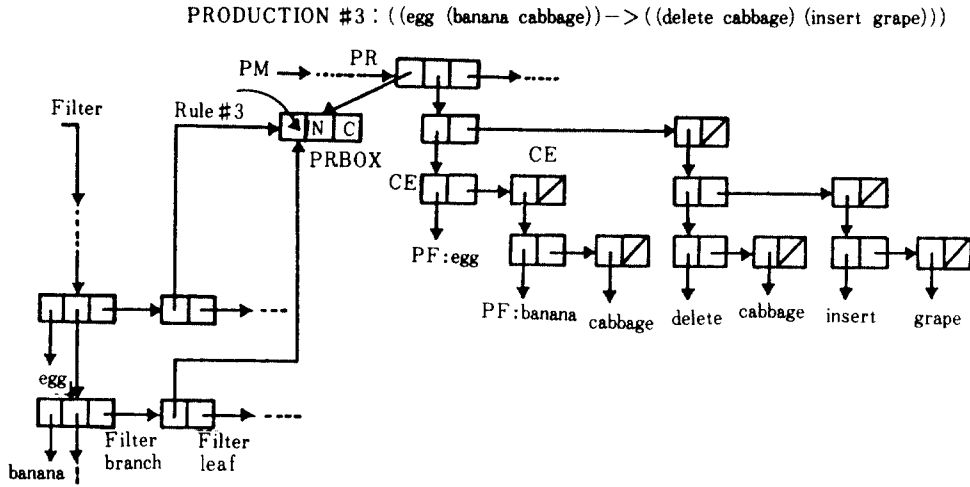 PRODUCTION #3: ((egg (banana cabbage))->((delete cabbage) (insert grape)))
PM
PR
Filter
Rule #3
N C
PRBOX
CE
CE
PF:egg
PF:banana
cabbage
delete
cabbage
insert
grape
egg
Filter branch
Filter leaf
banana